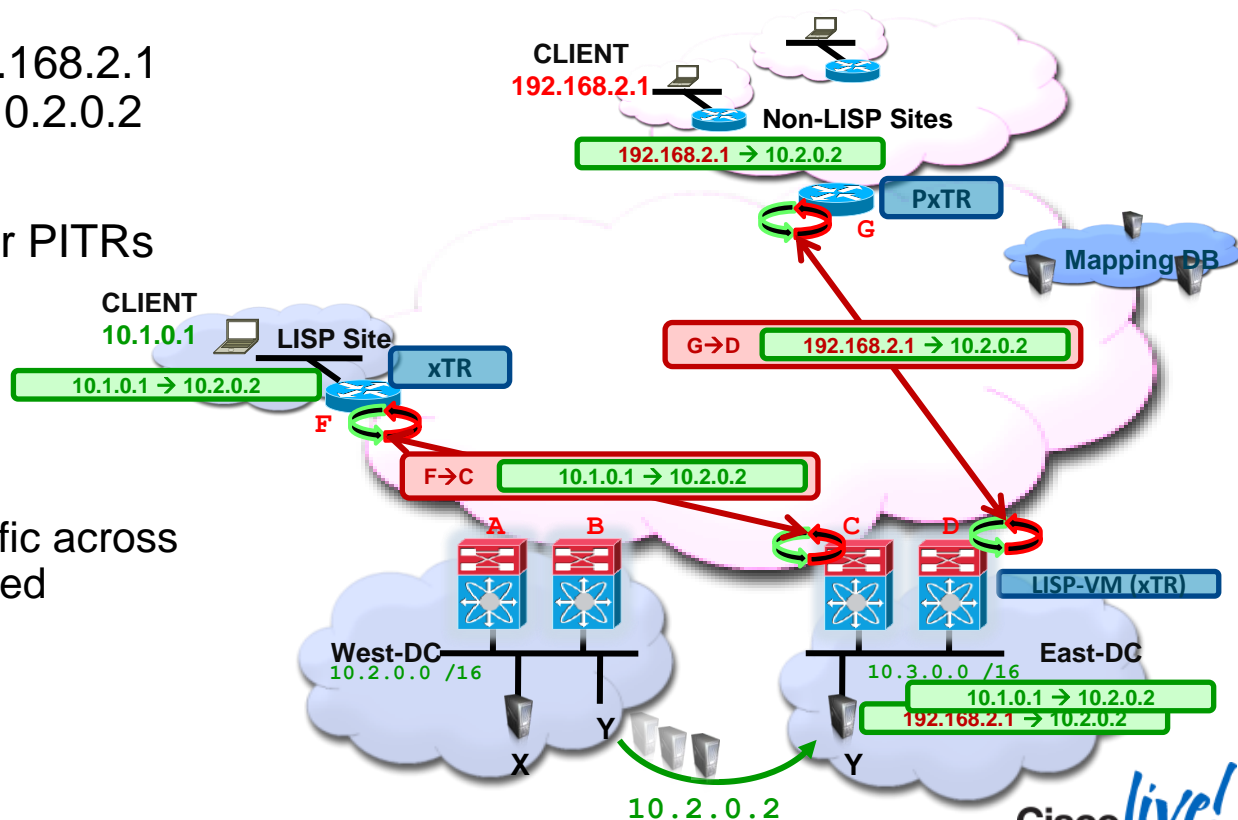 .168.2.1
0.2.0.2
r PITRs
fic across
ed
CLIENT
192.168.2.1
Non-LISP Sites
192.168.2.1 → 10.2.0.2
PxTR
G
Mapping DB
CLIENT
10.1.0.1
LISP Site
xTR
10.1.0.1 → 10.2.0.2
F
G→D 192.168.2.1 → 10.2.0.2
F→C 10.1.0.1 → 10.2.0.2
A B C D
LISP-VM (xTR)
West-DC
10.2.0.0 /16
East-DC
10.3.0.0 /16
10.1.0.1 → 10.2.0.2
192.168.2.1 → 10.2.0.2
X Y Y
10.2.0.2
Cisco live!